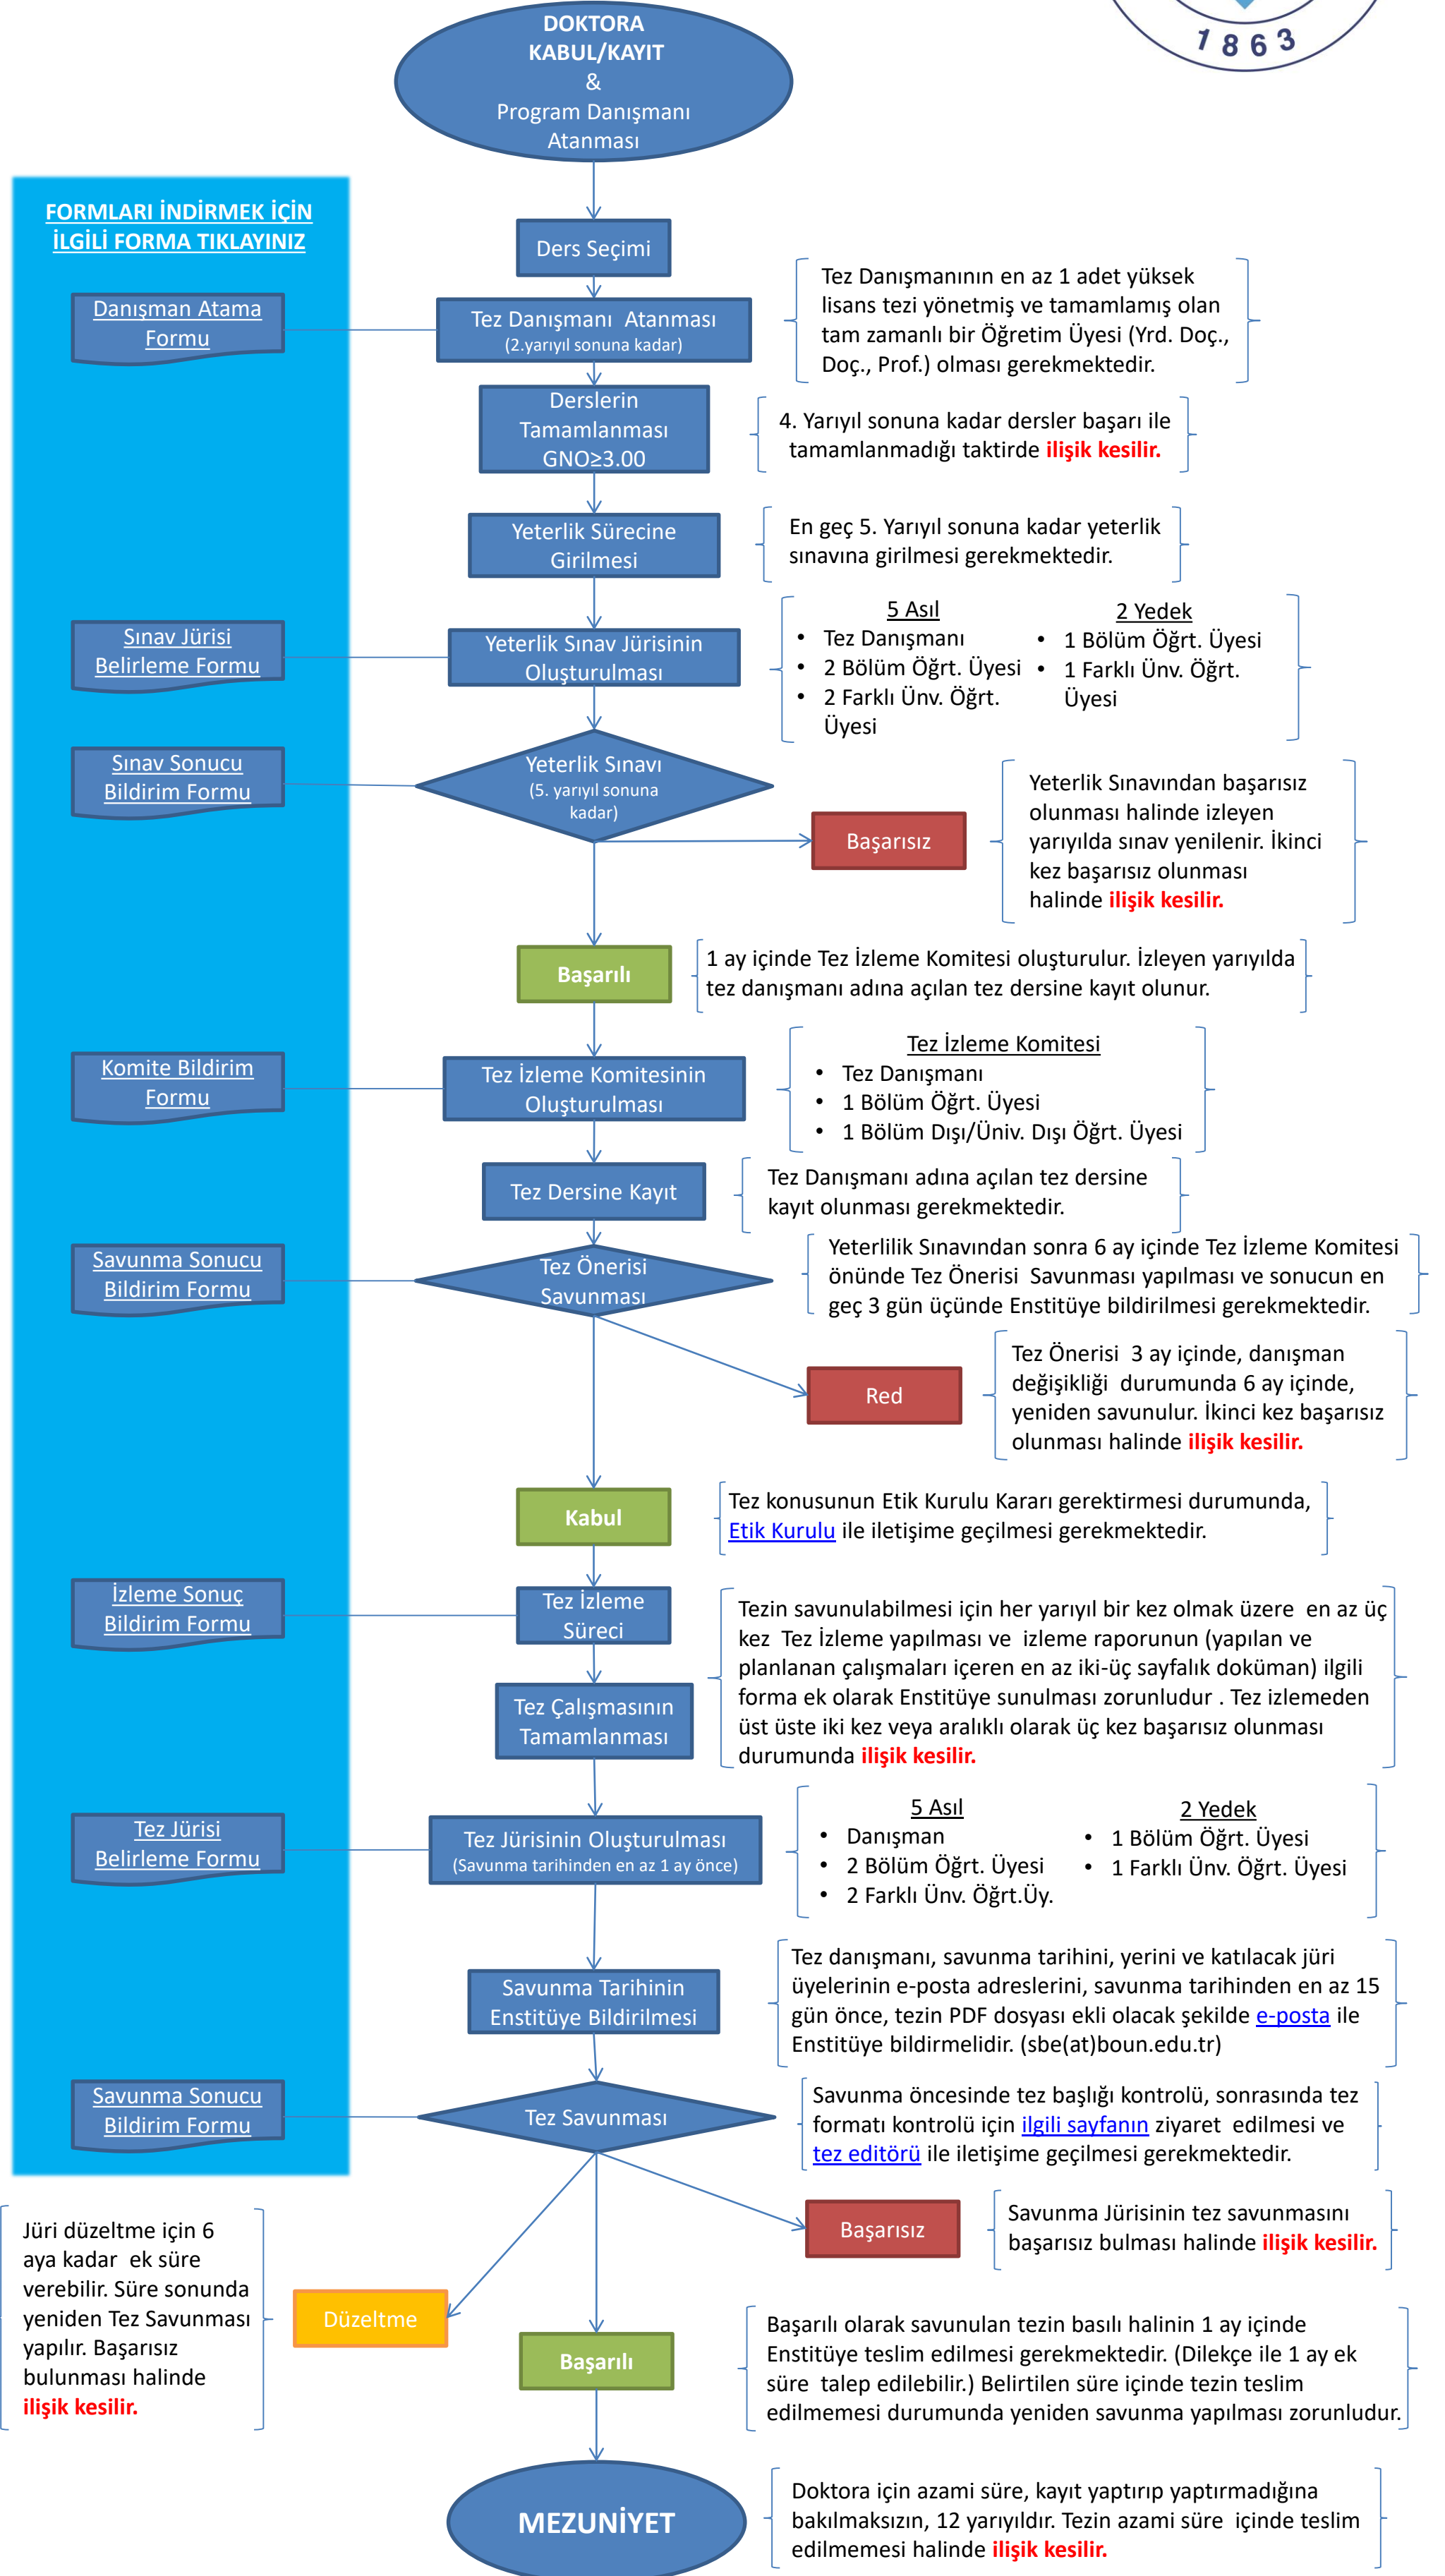 1863
DOKTORA
KABUL/KAYIT
&
Program Danışmanı
Atanması
FORMLARI İNDİRMEK İÇİN
İLGİLİ FORMA TIKLAYINIZ
Ders Seçimi
Danışman Atama
Formu
Tez Danışmanı Atanması
(2.yarıyıl sonuna kadar)
Tez Danışmanının en az 1 adet yüksek
lisans tezi yönetmiş ve tamamlamış olan
tam zamanlı bir Öğretim Üyesi (Yrd. Doç.,
Doç., Prof.) olması gerekmektedir.
Derslerin
Tamamlanması
GNO≥3.00
4. Yarıyıl sonuna kadar dersler başarı ile
tamamlanmadığı taktirde ilişik kesilir.
Yeterlik Sürecine
Girilmesi
En geç 5. Yarıyıl sonuna kadar yeterlik
sınavına girilmesi gerekmektedir.
Sınav Jürisi
Belirleme Formu
Yeterlik Sınav Jürisinin
Oluşturulması
5 Asıl
• Tez Danışmanı
• 2 Bölüm Öğrt. Üyesi
• 2 Farklı Ünv. Öğrt.
Üyesi
2 Yedek
• 1 Bölüm Öğrt. Üyesi
• 1 Farklı Ünv. Öğrt.
Üyesi
Sınav Sonucu
Bildirim Formu
Yeterlik Sınavı
(5. yarıyıl sonuna
kadar)
Başarısız
Yeterlik Sınavından başarısız
olunması halinde izleyen
yarıyılda sınav yenilenir. İkinci
kez başarısız olunması
halinde ilişik kesilir.
Başarılı
1 ay içinde Tez İzleme Komitesi oluşturulur. İzleyen yarıyılda
tez danışmanı adına açılan tez dersine kayıt olunur.
Komite Bildirim
Formu
Tez İzleme Komitesinin
Oluşturulması
Tez İzleme Komitesi
• Tez Danışmanı
• 1 Bölüm Öğrt. Üyesi
• 1 Bölüm Dışı/Üniv. Dışı Öğrt. Üyesi
Tez Dersine Kayıt
Tez Danışmanı adına açılan tez dersine
kayıt olunması gerekmektedir.
Savunma Sonucu
Bildirim Formu
Tez Önerisi
Savunması
Yeterlilik Sınavından sonra 6 ay içinde Tez İzleme Komitesi
önünde Tez Önerisi Savunması yapılması ve sonucun en
geç 3 gün üçünde Enstitüye bildirilmesi gerekmektedir.
Red
Tez Önerisi 3 ay içinde, danışman
değişikliği durumunda 6 ay içinde,
yeniden savunulur. İkinci kez başarısız
olunması halinde ilişik kesilir.
Kabul
Tez konusunun Etik Kurulu Kararı gerektirmesi durumunda,
Etik Kurulu ile iletişime geçilmesi gerekmektedir.
İzleme Sonuç
Bildirim Formu
Tez İzleme
Süreci
Tez Çalışmasının
Tamamlanması
Tezin savunulabilmesi için her yarıyıl bir kez olmak üzere en az üç
kez Tez İzleme yapılması ve izleme raporunun (yapılan ve
planlanan çalışmaları içeren en az iki-üç sayfalık doküman) ilgili
forma ek olarak Enstitüye sunulması zorunludur . Tez izlemeden
üst üste iki kez veya aralıklı olarak üç kez başarısız olunması
durumunda ilişik kesilir.
Tez Jürisi
Belirleme Formu
Tez Jürisinin Oluşturulması
(Savunma tarihinden en az 1 ay önce)
5 Asıl
• Danışman
• 2 Bölüm Öğrt. Üyesi
• 2 Farklı Ünv. Öğrt.Üy.
2 Yedek
• 1 Bölüm Öğrt. Üyesi
• 1 Farklı Ünv. Öğrt. Üyesi
Savunma Tarihinin
Enstitüye Bildirilmesi
Tez danışmanı, savunma tarihini, yerini ve katılacak jüri
üyelerinin e-posta adreslerini, savunma tarihinden en az 15
gün önce, tezin PDF dosyası ekli olacak şekilde e-posta ile
Enstitüye bildirmelidir. (sbe(at)boun.edu.tr)
Savunma Sonucu
Bildirim Formu
Tez Savunması
Savunma öncesinde tez başlığı kontrolü, sonrasında tez
formatı kontrolü için ilgili sayfanın ziyaret edilmesi ve
tez editörü ile iletişime geçilmesi gerekmektedir.
Başarısız
Savunma Jürisinin tez savunmasını
başarısız bulması halinde ilişik kesilir.
Jüri düzeltme için 6
aya kadar ek süre
verebilir. Süre sonunda
yeniden Tez Savunması
yapılır. Başarısız
bulunması halinde
ilişik kesilir.
Düzeltme
Başarılı
Başarılı olarak savunulan tezin basılı halinin 1 ay içinde
Enstitüye teslim edilmesi gerekmektedir. (Dilekçe ile 1 ay ek
süre talep edilebilir.) Belirtilen süre içinde tezin teslim
edilmemesi durumunda yeniden savunma yapılması zorunludur.
MEZUNİYET
Doktora için azami süre, kayıt yaptırıp yaptırmadığına
bakılmaksızın, 12 yarıyıldır. Tezin azami süre içinde teslim
edilmemesi halinde ilişik kesilir.